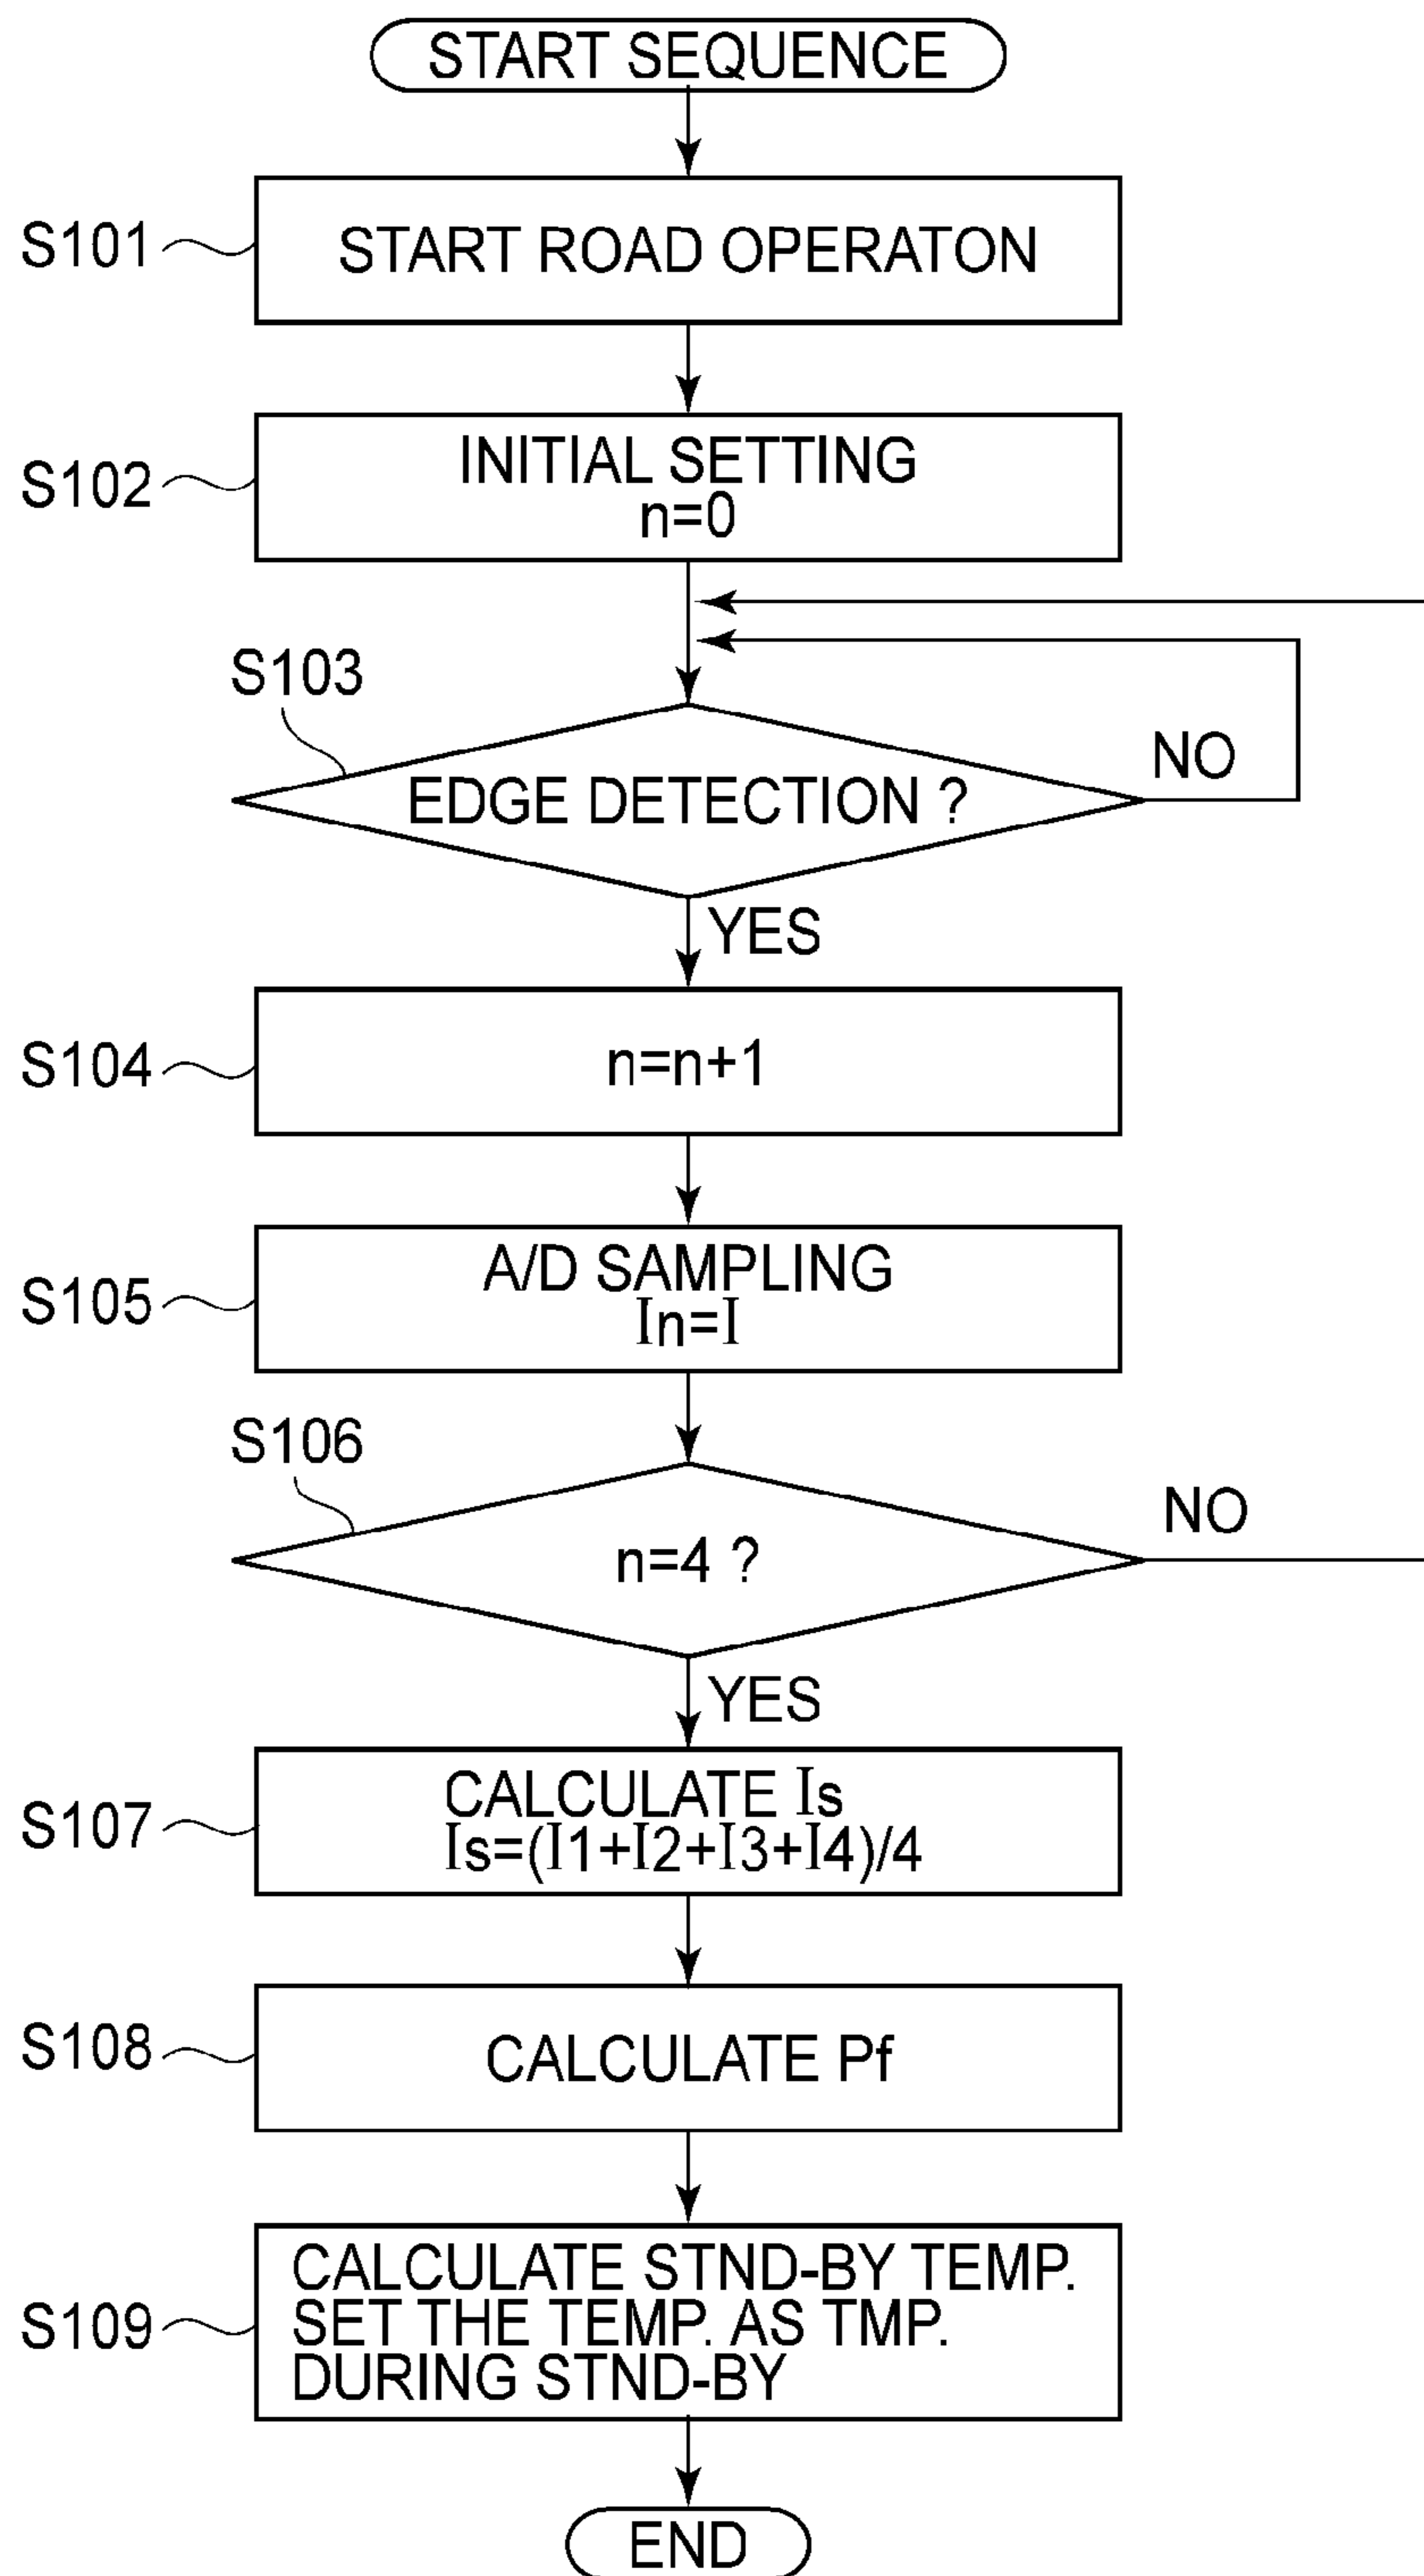 START SEQUENCE
S101
START ROAD OPERATON
S102
INITIAL SETTING
n=0
S103
EDGE DETECTION ?
NO
YES
S104
n=n+1
S105
A/D SAMPLING
In=I
S106
n=4 ?
NO
YES
S107
CALCULATE Is
Is=(I1+I2+I3+I4)/4
S108
CALCULATE Pf
S109
CALCULATE STND-BY TEMP.
SET THE TEMP. AS TMP.
DURING STND-BY
END